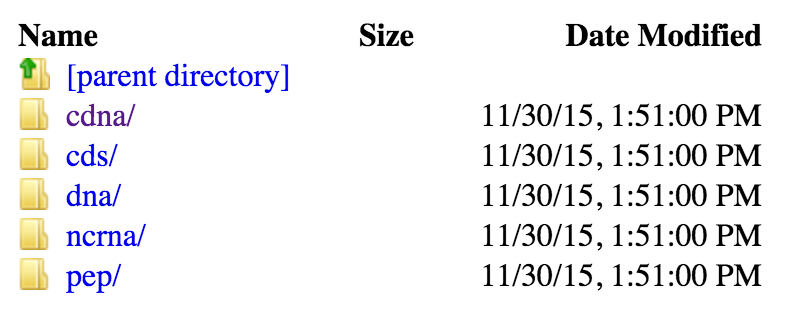 Name Size Date Modified
[parent directory]
cdna/ 11/30/15, 1:51:00 PM
cds/ 11/30/15, 1:51:00 PM
dna/ 11/30/15, 1:51:00 PM
ncrna/ 11/30/15, 1:51:00 PM
pep/ 11/30/15, 1:51:00 PM